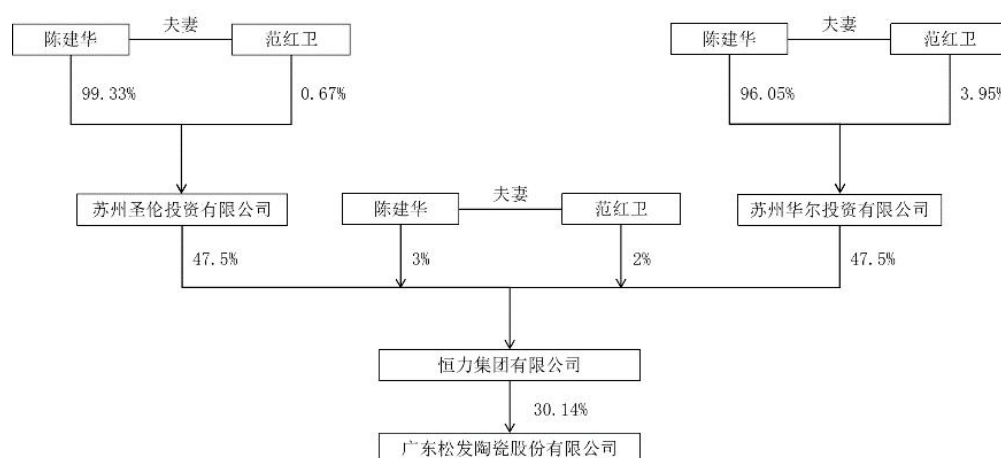 夫妻
陈建华
范红卫
99.33%
0.67%
夫妻
陈建华
范红卫
96.05%
3.95%
苏州圣伦投资有限公司
夫妻
陈建华
范红卫
苏州华尔投资有限公司
47.5%
3%
2%
47.5%
恒力集团有限公司
30.14%
广东松发陶瓷股份有限公司